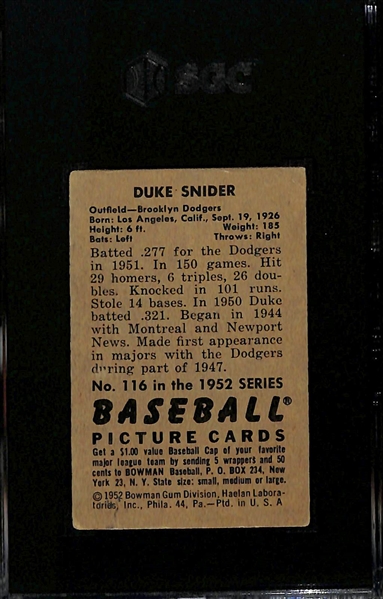 SGC
DUKE SNIDER
Outfield—Brooklyn Dodgers
Born: Los Angeles, Calif., Sept. 19, 1926
Height: 6 ft. Weight: 185
Bats: Left Throws: Right
Batted .277 for the Dodgers
in 1951. In 150 games. Hit
29 homers, 6 triples, 26 dou-
bles. Knocked in 101 runs.
Stole 14 bases. In 1950 Duke
batted .321. Began in 1944
with Montreal and Newport
News. Made first appearance
in majors with the Dodgers
during part of 1947.
No. 116 in the 1952 SERIES
BASEBALL®
PICTURE CARDS
Get a $1.00 value Baseball Cap of your favorite
major league team by sending 5 wrappers and 50
cents to BOWMAN Baseball, P. O. BOX 234, New
York 23, N. Y. State size: small, medium or large.
©1952 Bowman Gum Division, Haelan Labora-
tories, Inc., Phila. 44, Pa.—Ptd. in U. S. A